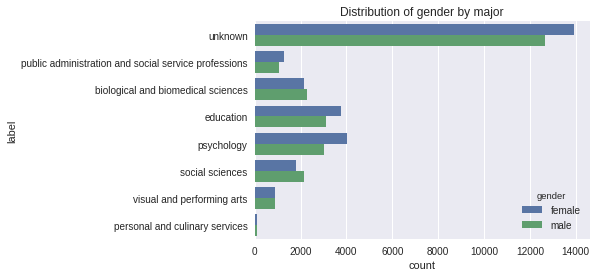 Distribution of gender by major
label
unknown
public administration and social service professions
biological and biomedical sciences
education
psychology
social sciences
visual and performing arts
personal and culinary services
gender
female
male
0 2000 4000 6000 8000 10000 12000 14000
count